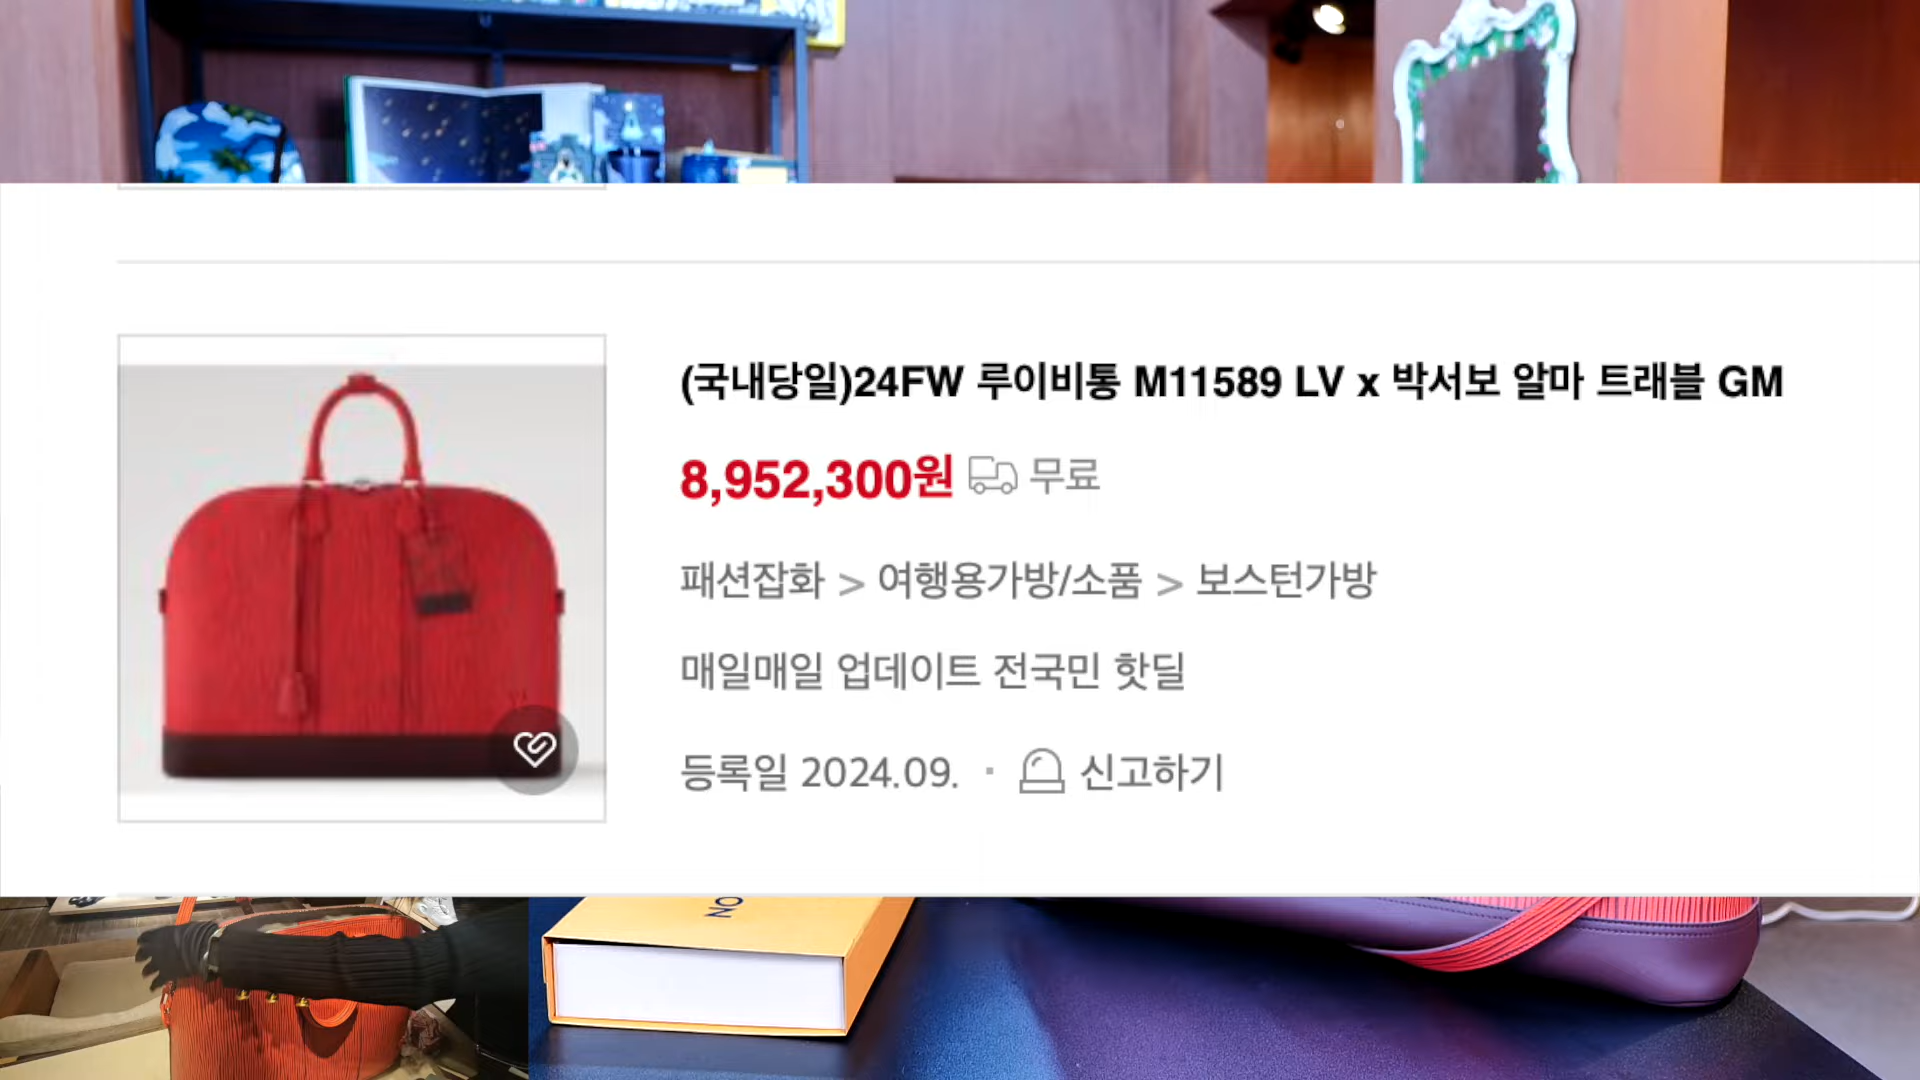 (국내당일)24FW 루이비통 M11589 LV x 박서보 알마 트래블 GM
8,952,300원 무료
패션잡화 > 여행용가방/소품 > 보스턴가방
매일매일 업데이트 전국민 핫딜
등록일 2024.09. · 신고하기
NO